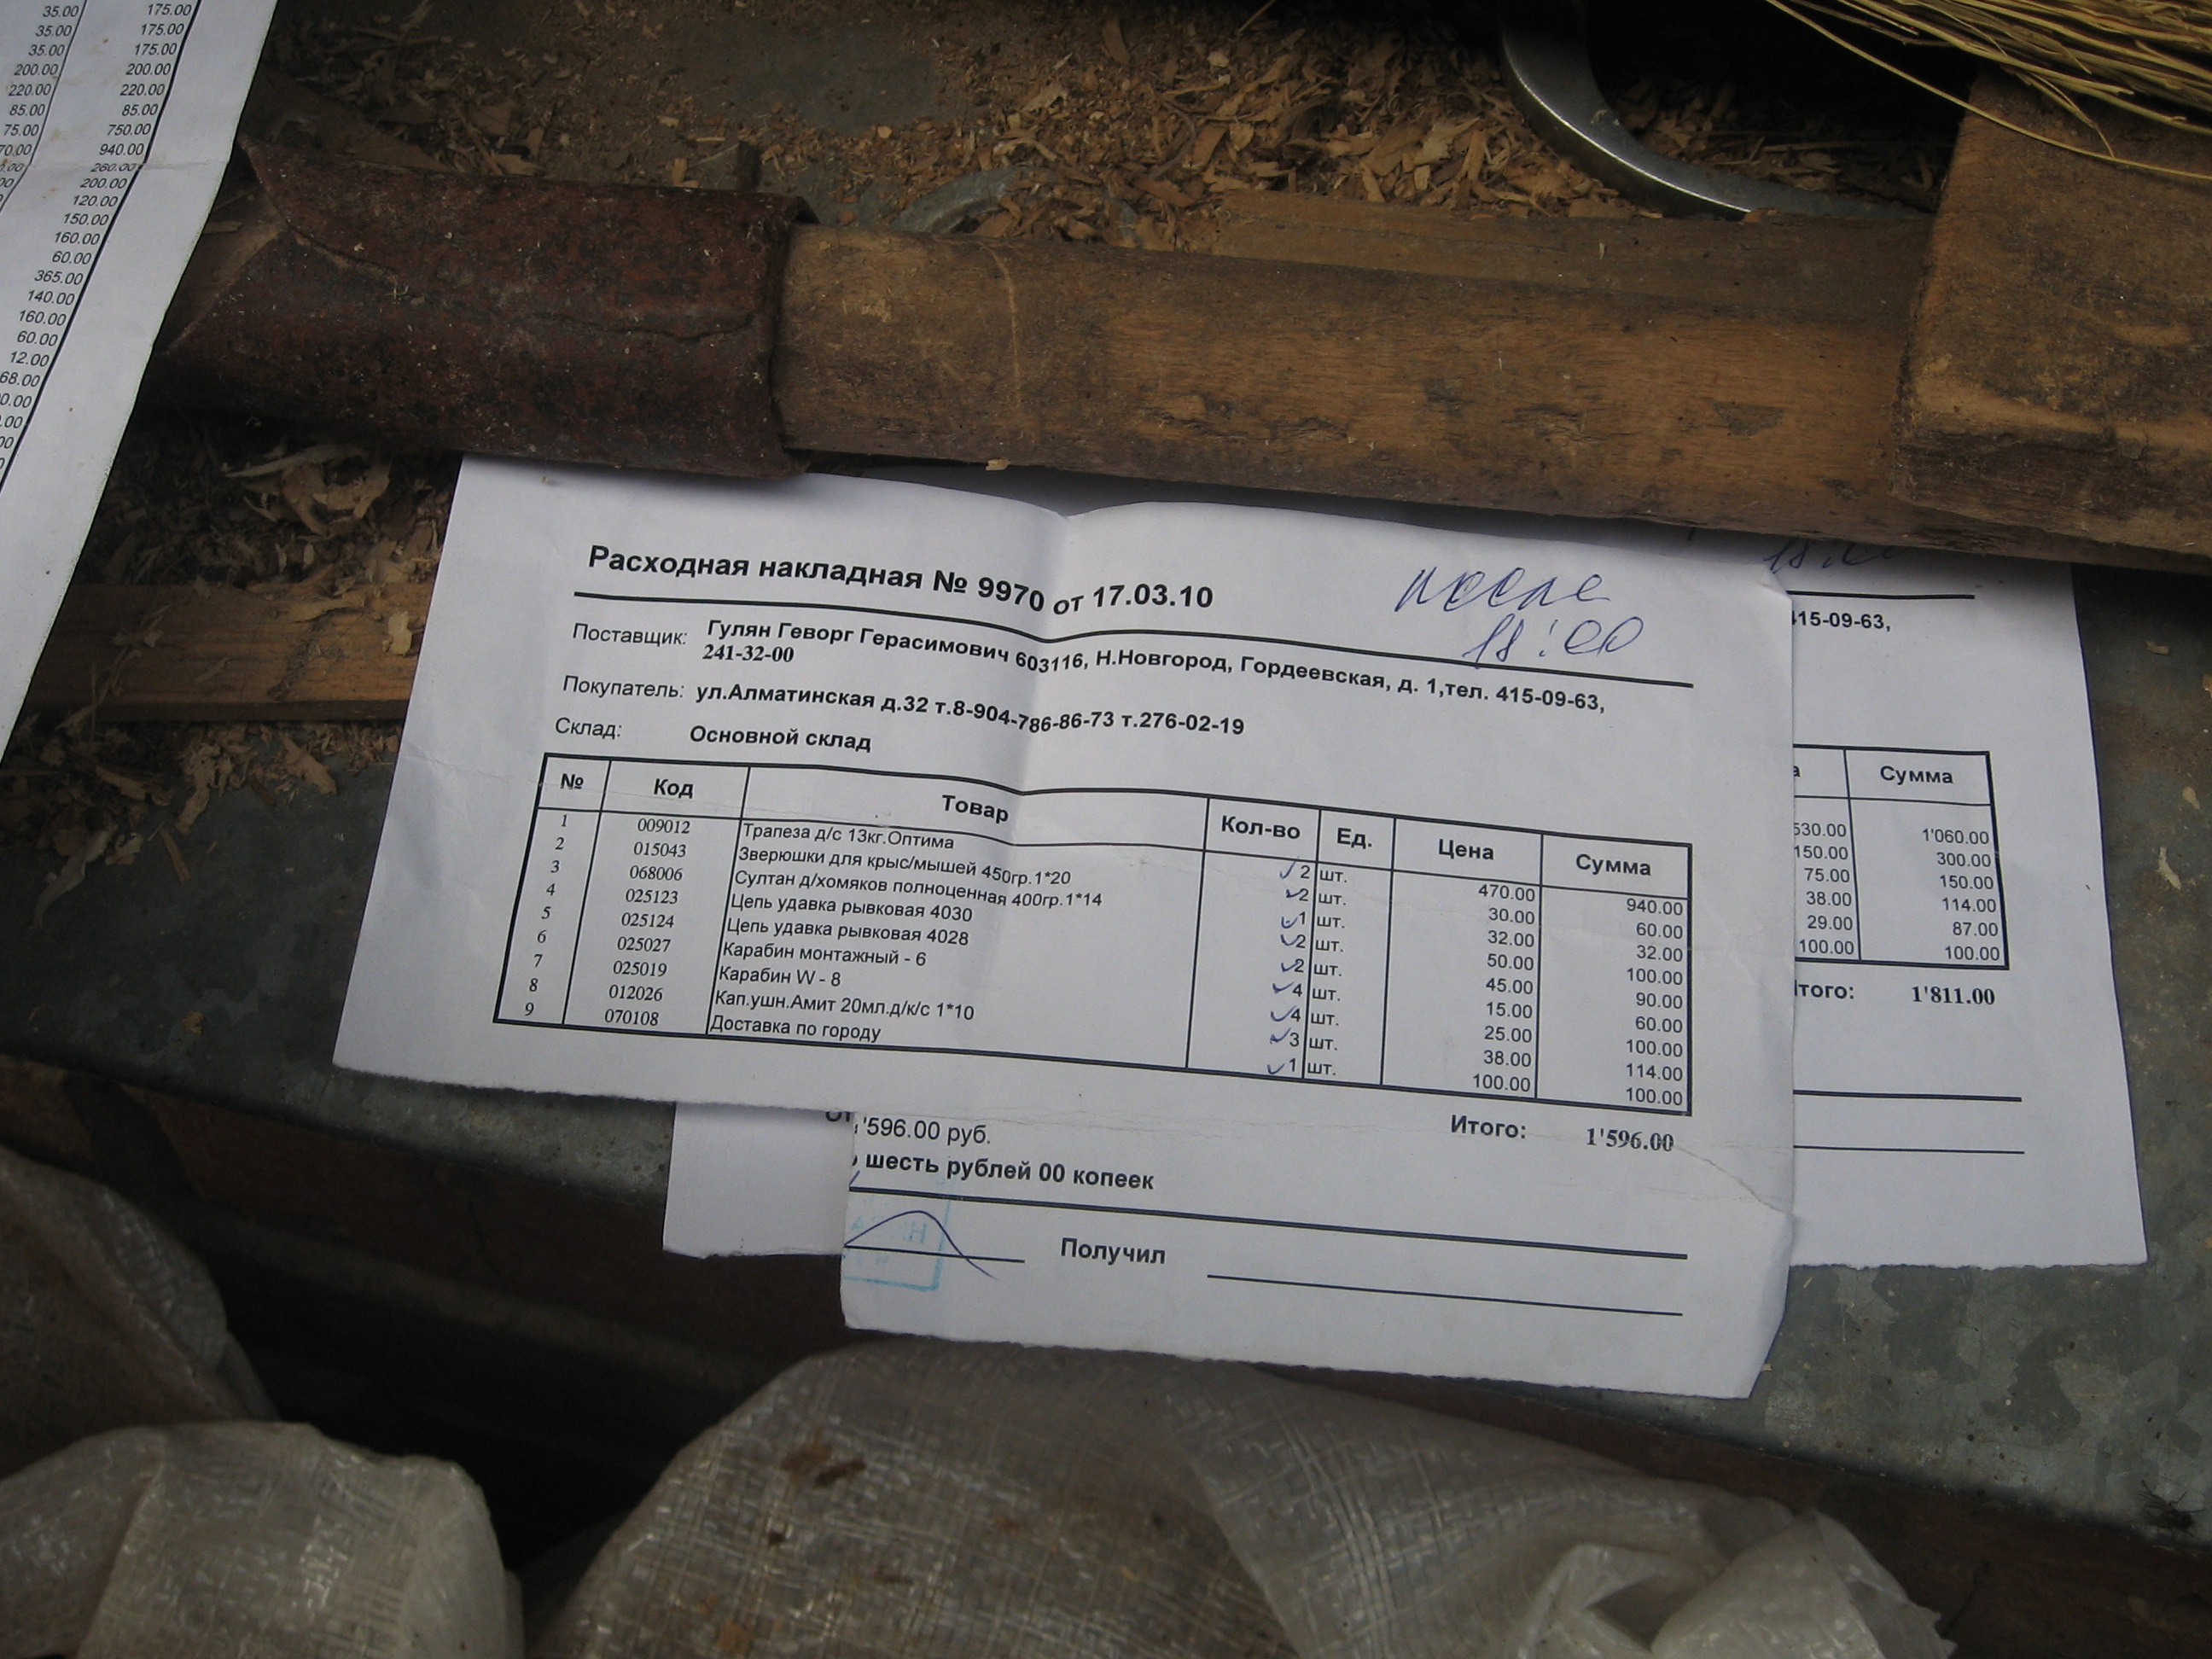 35.00 175.00
35.00 175.00
35.00 175.00
200.00 200.00
220.00 220.00
85.00 85.00
75.00 750.00
70.00 940.00
260.00
200.00
120.00
150.00
160.00
60.00
365.00
140.00
160.00
60.00
12.00
68.00
Расходная накладная № 9970 от 17.03.10
после
18:00
Поставщик: Гулян Геворг Герасимович 603116, Н.Новгород, Гордеевская, д. 1,тел. 415-09-63,
241-32-00
Покупатель: ул.Алматинская д.32 т.8-904-786-86-73 т.276-02-19
Склад: Основной склад
№ Код Товар Кол-во Ед. Цена Сумма
1 009012 Трапеза д/с 13кг.Оптима 2 шт. 470.00 940.00
2 015043 Зверюшки для крыс/мышей 450гр.1*20 2 шт. 30.00 60.00
3 068006 Султан д/хомяков полноценная 400гр.1*14 1 шт. 32.00 32.00
4 025123 Цепь удавка рывковая 4030 2 шт. 50.00 100.00
5 025124 Цепь удавка рывковая 4028 2 шт. 45.00 90.00
6 025027 Карабин монтажный - 6 4 шт. 15.00 60.00
7 025019 Карабин W - 8 4 шт. 25.00 100.00
8 012026 Кап.ушн.Амит 20мл.д/к/с 1*10 3 шт. 38.00 114.00
9 070108 Доставка по городу 1 шт. 100.00 100.00
Итого: 1'596.00
'596.00 руб.
шесть рублей 00 копеек
Получил
415-09-63,
Сумма
530.00 1'060.00
150.00 300.00
75.00 150.00
38.00 114.00
29.00 87.00
100.00 100.00
Итого: 1'811.00